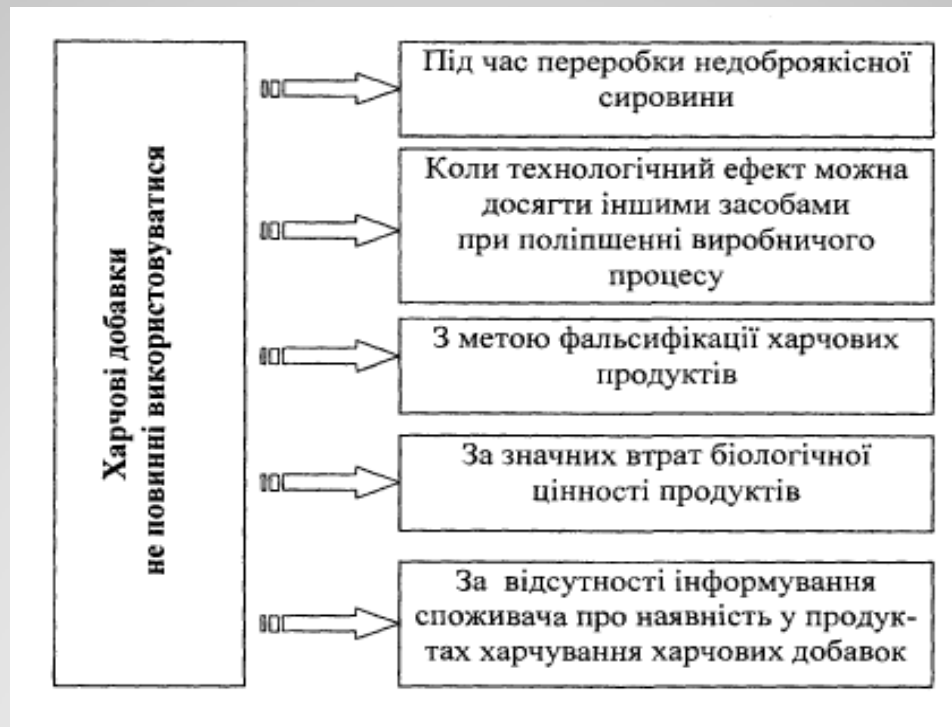 Харчові добавки
не повинні використовуватися
Під час переробки недоброякісної
сировини
Коли технологічний ефект можна
досягти іншими засобами
при поліпшенні виробничого
процесу
З метою фальсифікації харчових
продуктів
За значних втрат біологічної
цінності продуктів
За відсутності інформування
споживача про наявність у продук-
тах харчування харчових добавок